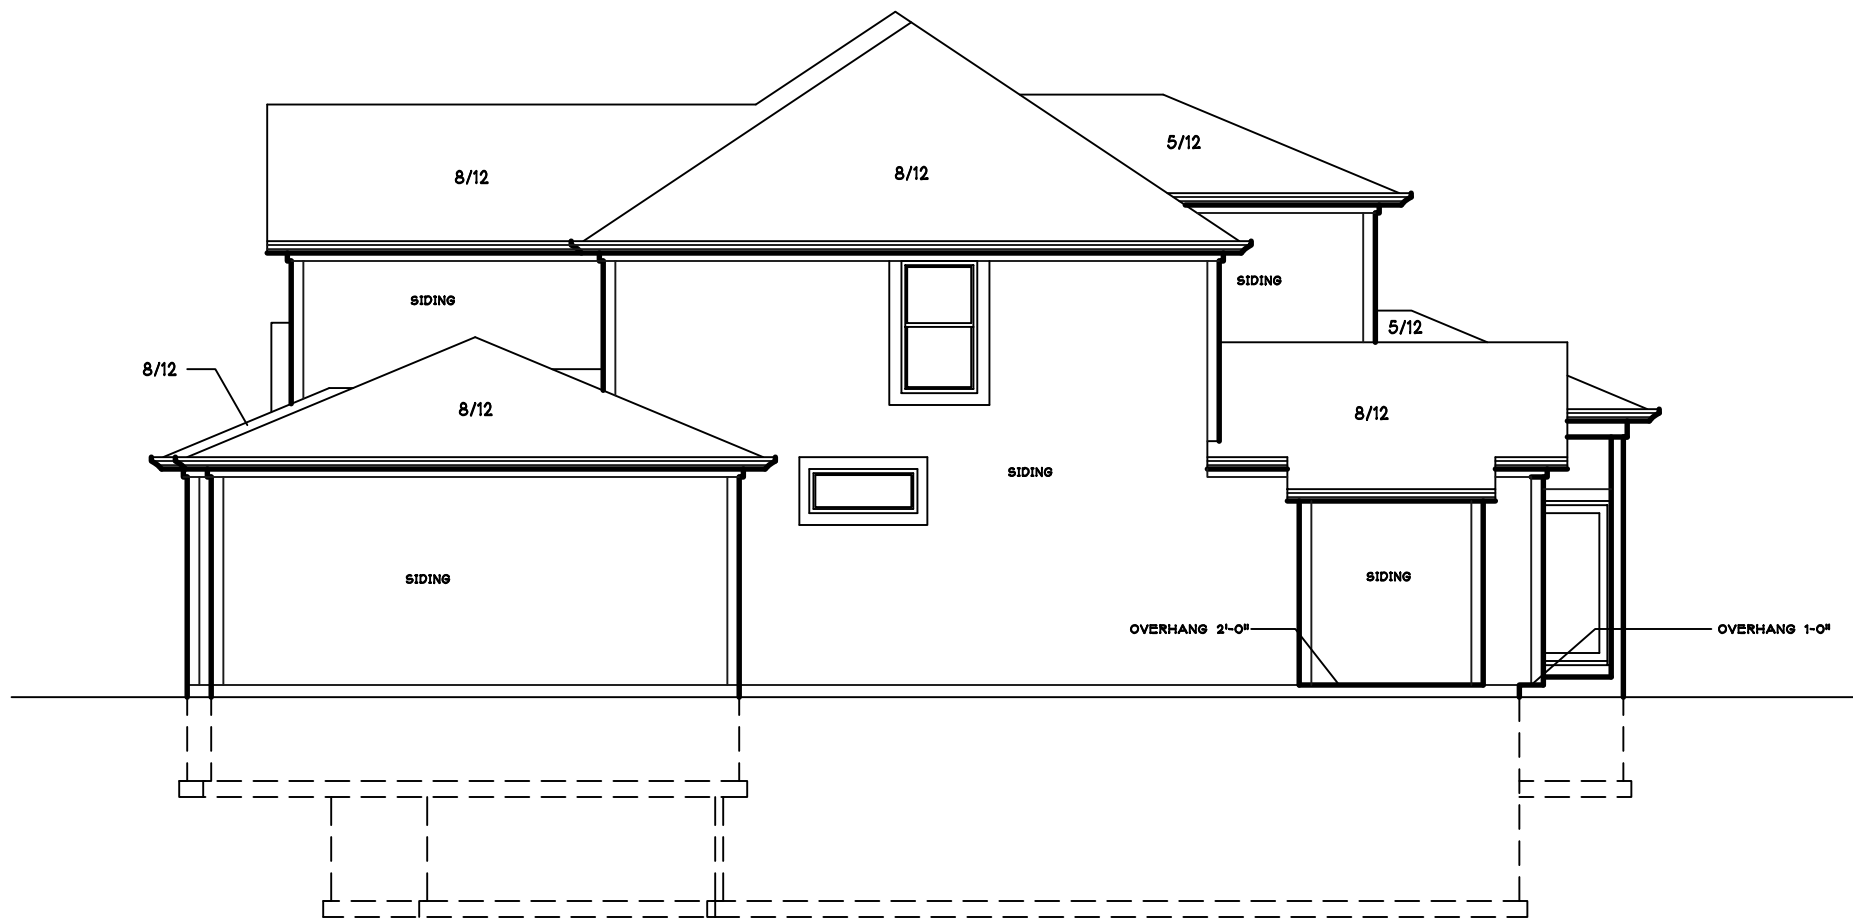 5/12
8/12
8/12
SIDING
SIDING
5/12
8/12
8/12
8/12
SIDING
SIDING
SIDING
OVERHANG 2'-0"
OVERHANG 1-0"